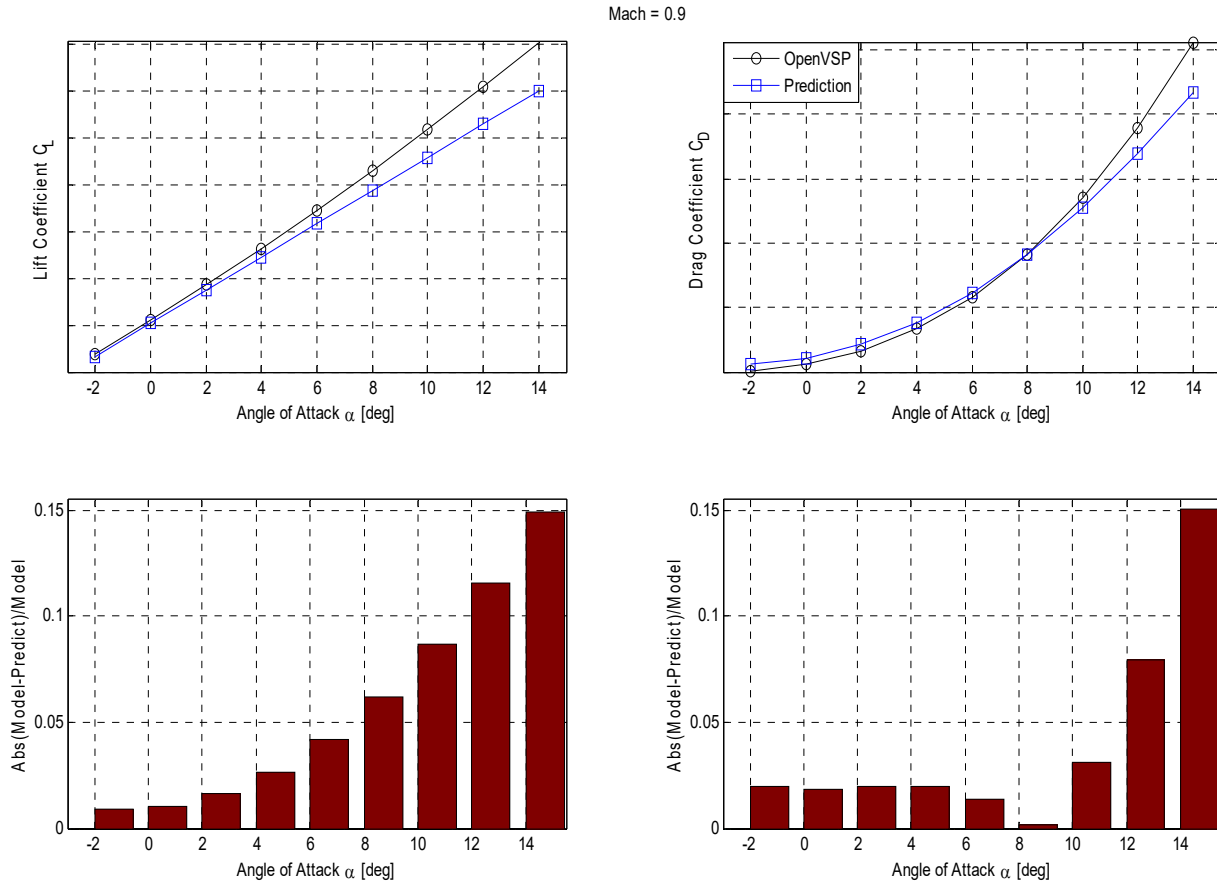 Mach = 0.9
Lift Coefficient C_L
-2 0 2 4 6 8 10 12 14
Angle of Attack α [deg]
OpenVSP
Prediction
Drag Coefficient C_D
-2 0 2 4 6 8 10 12 14
Angle of Attack α [deg]
Abs(Model-Predict)/Model
0.15
0.1
0.05
0
-2 0 2 4 6 8 10 12 14
Angle of Attack α [deg]
Abs(Model-Predict)/Model
0.15
0.1
0.05
0
-2 0 2 4 6 8 10 12 14
Angle of Attack α [deg]